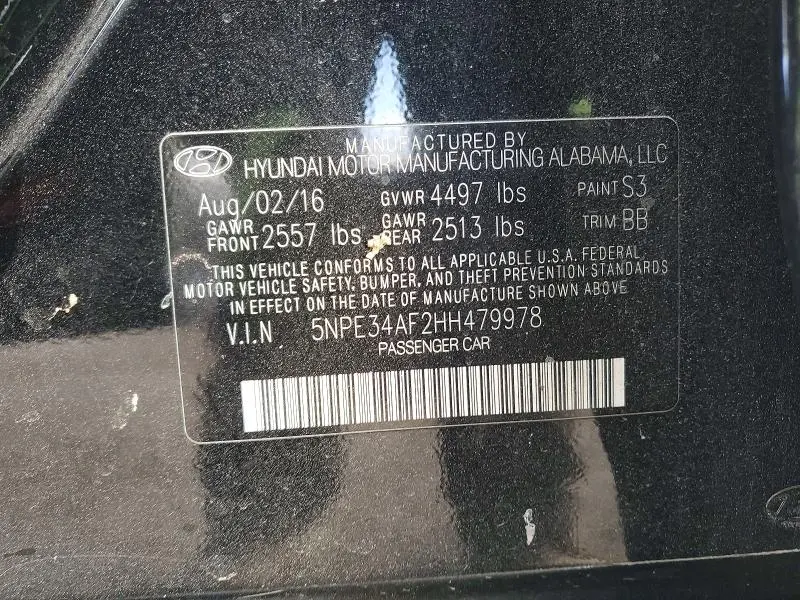 MANUFACTURED BY
HYUNDAI MOTOR MANUFACTURING ALABAMA, LLC
Aug/02/16 GVWR 4497 lbs PAINT S3
GAWR FRONT 2557 lbs GAWR REAR 2513 lbs TRIM BB
THIS VEHICLE CONFORMS TO ALL APPLICABLE U.S.A. FEDERAL
MOTOR VEHICLE SAFETY, BUMPER, AND THEFT PREVENTION STANDARDS
IN EFFECT ON THE DATE OF MANUFACTURE SHOWN ABOVE
V.I.N 5NPE34AF2HH479978
PASSENGER CAR